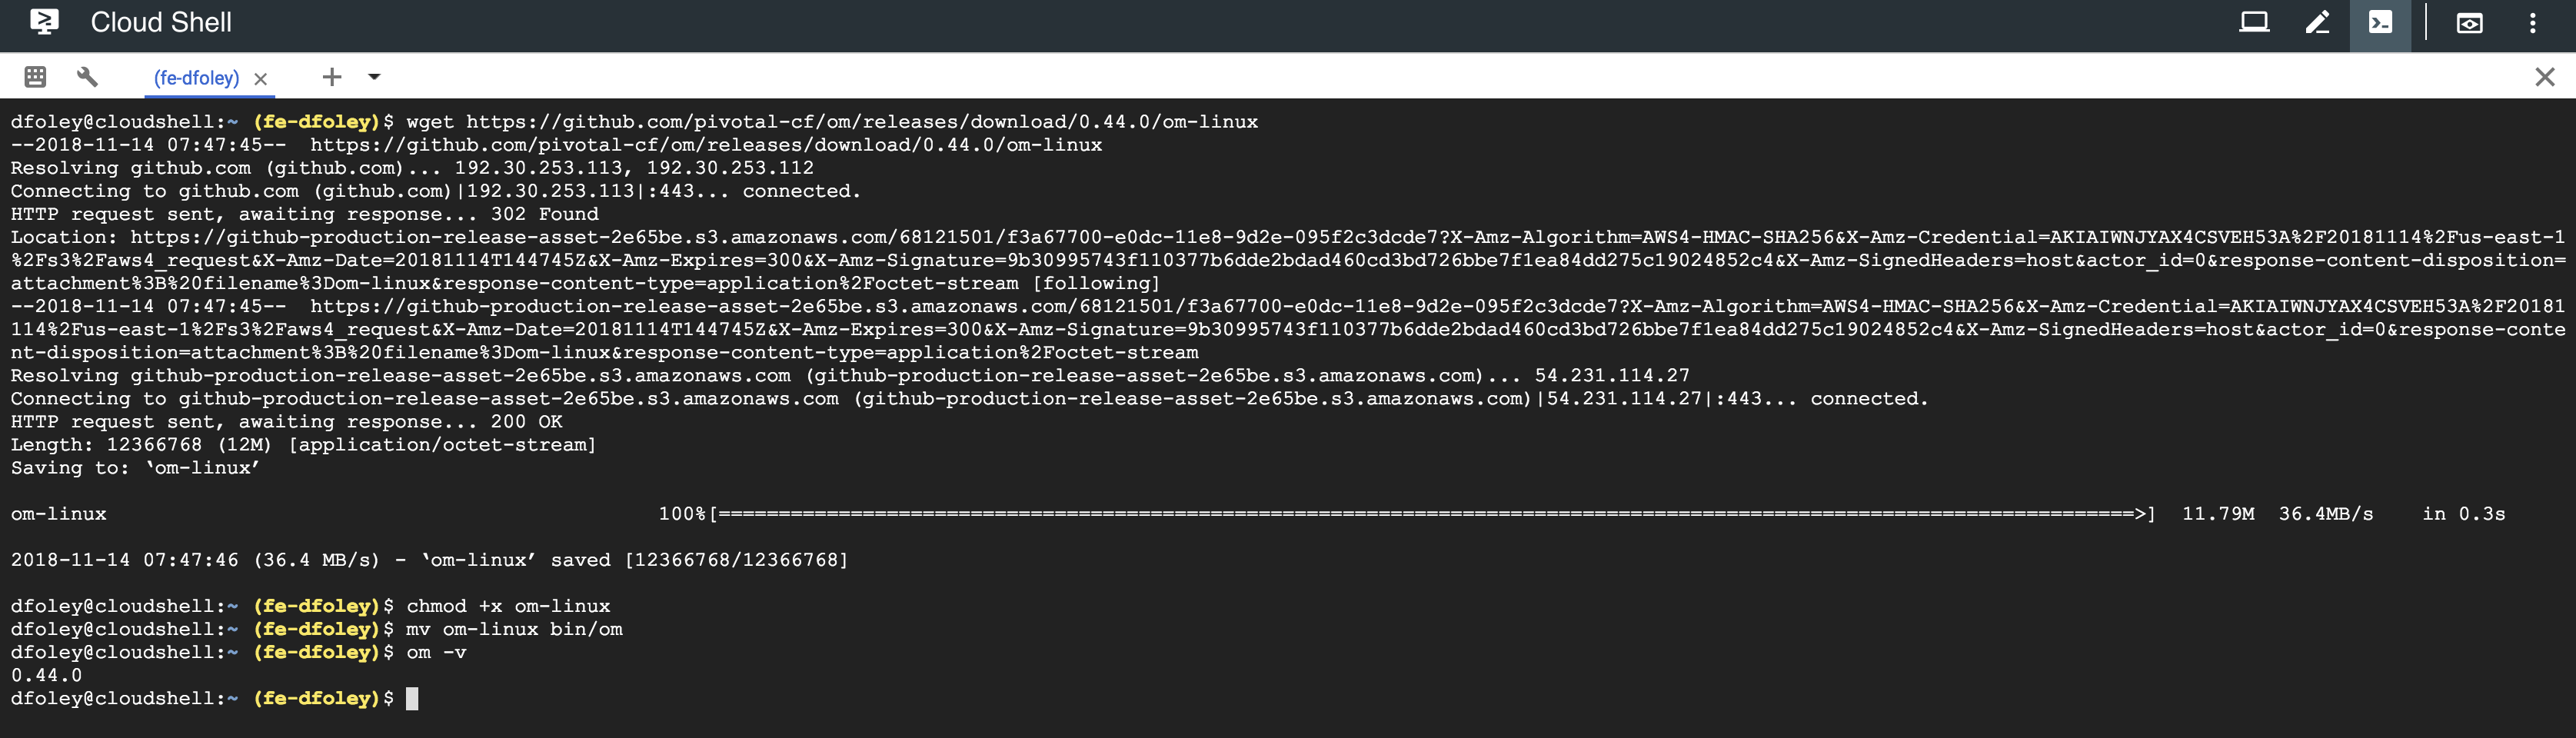 Cloud Shell
(fe-dfoley)
dfoley@cloudshell:~ (fe-dfoley)$ wget https://github.com/pivotal-cf/om/releases/download/0.44.0/om-linux
--2018-11-14 07:47:45--  https://github.com/pivotal-cf/om/releases/download/0.44.0/om-linux
Resolving github.com (github.com)... 192.30.253.113, 192.30.253.112
Connecting to github.com (github.com)|192.30.253.113|:443... connected.
HTTP request sent, awaiting response... 302 Found
Location: https://github-production-release-asset-2e65be.s3.amazonaws.com/68121501/f3a67700-e0dc-11e8-9d2e-095f2c3dcde7?X-Amz-Algorithm=AWS4-HMAC-SHA256&X-Amz-Credential=AKIAIWNJYAX4CSVEH53A%2F20181114%2Fus-east-1
%2Fs3%2Faws4_request&X-Amz-Date=20181114T144745Z&X-Amz-Expires=300&X-Amz-Signature=9b30995743f110377b6dde2bdad460cd3bd726bbe7f1ea84dd275c19024852c4&X-Amz-SignedHeaders=host&actor_id=0&response-content-disposition=
attachment%3B%20filename%3Dom-linux&response-content-type=application%2Foctet-stream [following]
--2018-11-14 07:47:45--  https://github-production-release-asset-2e65be.s3.amazonaws.com/68121501/f3a67700-e0dc-11e8-9d2e-095f2c3dcde7?X-Amz-Algorithm=AWS4-HMAC-SHA256&X-Amz-Credential=AKIAIWNJYAX4CSVEH53A%2F20181
114%2Fus-east-1%2Fs3%2Faws4_request&X-Amz-Date=20181114T144745Z&X-Amz-Expires=300&X-Amz-Signature=9b30995743f110377b6dde2bdad460cd3bd726bbe7f1ea84dd275c19024852c4&X-Amz-SignedHeaders=host&actor_id=0&response-conte
nt-disposition=attachment%3B%20filename%3Dom-linux&response-content-type=application%2Foctet-stream
Resolving github-production-release-asset-2e65be.s3.amazonaws.com (github-production-release-asset-2e65be.s3.amazonaws.com)... 54.231.114.27
Connecting to github-production-release-asset-2e65be.s3.amazonaws.com (github-production-release-asset-2e65be.s3.amazonaws.com)|54.231.114.27|:443... connected.
HTTP request sent, awaiting response... 200 OK
Length: 12366768 (12M) [application/octet-stream]
Saving to: ‘om-linux’
om-linux 100%[======================================================================================================================>] 11.79M  36.4MB/s    in 0.3s
2018-11-14 07:47:46 (36.4 MB/s) - ‘om-linux’ saved [12366768/12366768]
dfoley@cloudshell:~ (fe-dfoley)$ chmod +x om-linux
dfoley@cloudshell:~ (fe-dfoley)$ mv om-linux bin/om
dfoley@cloudshell:~ (fe-dfoley)$ om -v
0.44.0
dfoley@cloudshell:~ (fe-dfoley)$